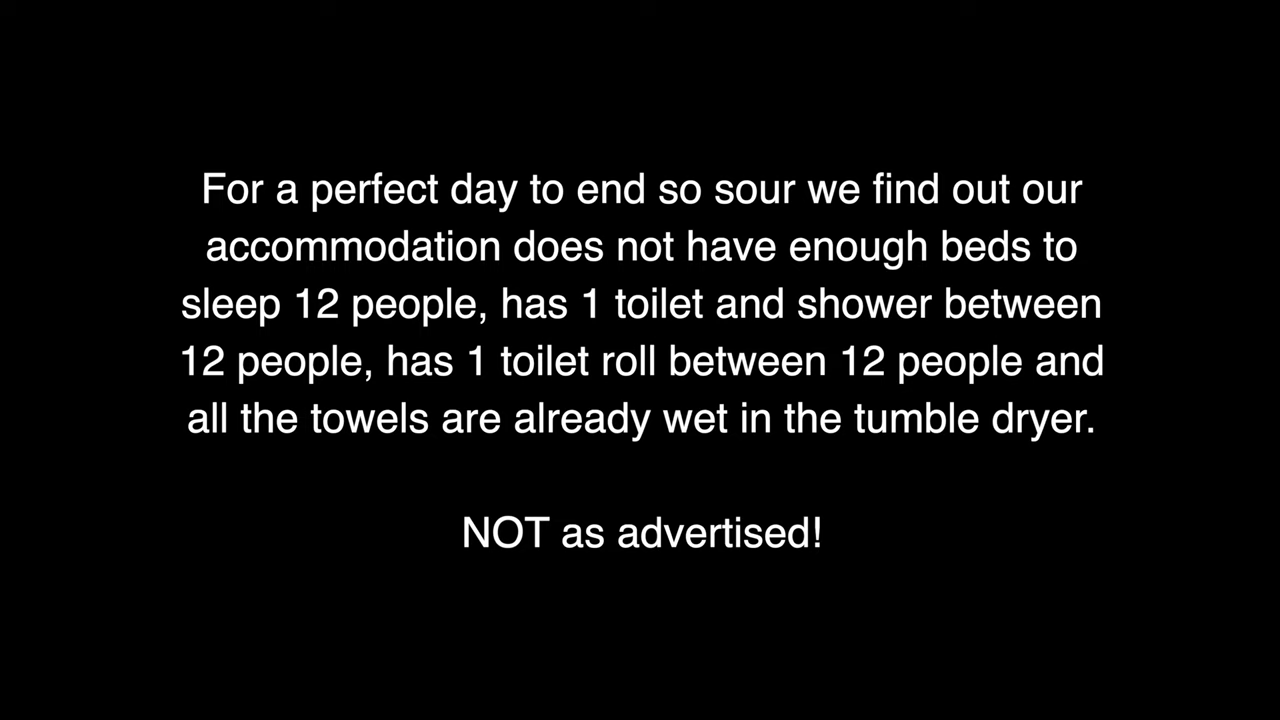 For a perfect day to end so sour we find out our
accommodation does not have enough beds to
sleep 12 people, has 1 toilet and shower between
12 people, has 1 toilet roll between 12 people and
all the towels are already wet in the tumble dryer.
NOT as advertised!